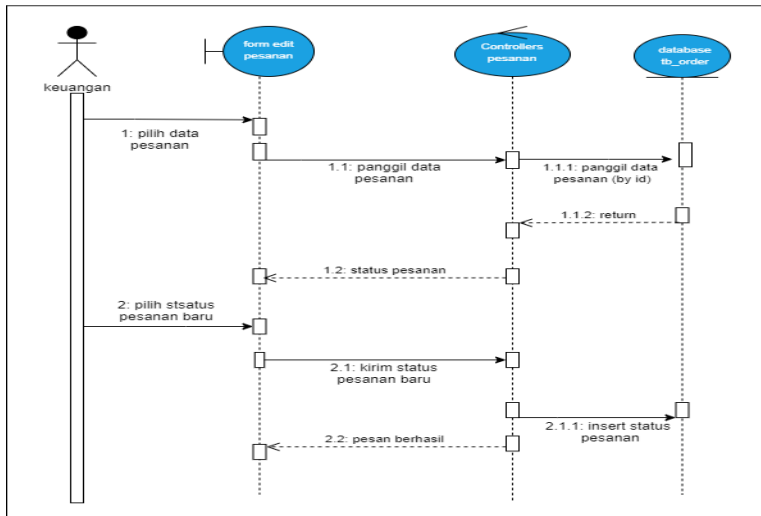 form edit
pesanan
Controllers
pesanan
database
tb_order
keuangan
1: pilih data
pesanan
1.1: panggil data
pesanan
1.1.1: panggil data
pesanan (by id)
1.1.2: return
1.2: status pesanan
2: pilih stsatus
pesanan baru
2.1: kirim status
pesanan baru
2.1.1: insert status
pesanan
2.2: pesan berhasil